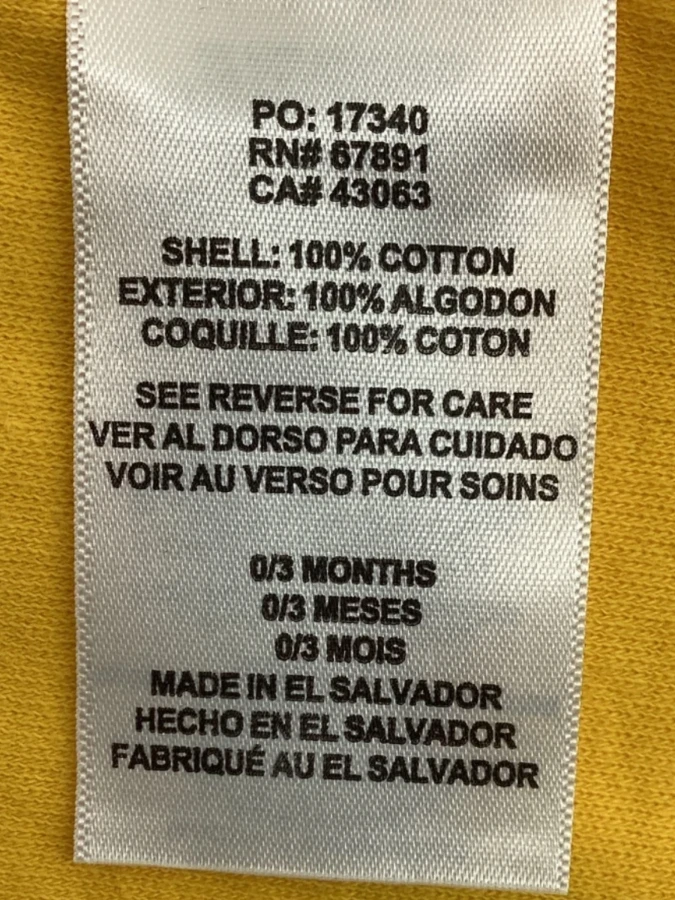 PO: 17340
RN# 67891
CA# 43063
SHELL: 100% COTTON
EXTERIOR: 100% ALGODON
COQUILLE: 100% COTON
SEE REVERSE FOR CARE
VER AL DORSO PARA CUIDADO
VOIR AU VERSO POUR SOINS
0/3 MONTHS
0/3 MESES
0/3 MOIS
MADE IN EL SALVADOR
HECHO EN EL SALVADOR
FABRIQUÉ AU EL SALVADOR